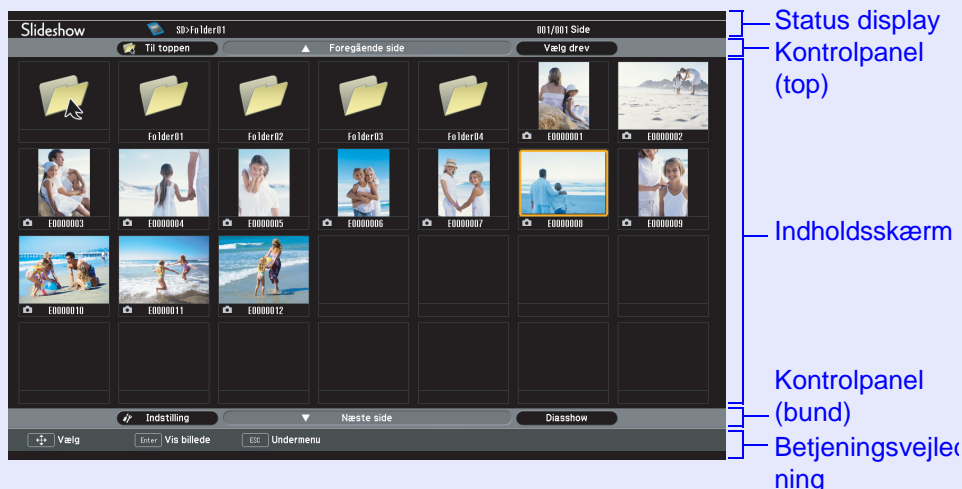 Slideshow SD>Folder01 001/001 Side
Status display
Til toppen ▲ Foregående side Vælg drev
Kontrolpanel
(top)
Folder01 Folder02 Folder03 Folder04 E0000001 E0000002
E0000003 E0000004 E0000005 E0000006 E0000007 E0000008 E0000009
Indholdsskærm
E0000010 E0000011 E0000012
Kontrolpanel
(bund)
Indstilling ▼ Næste side Diasshow
Vælg Enter Vis billede ESC Undermenu
Betjeningsvejled
ning